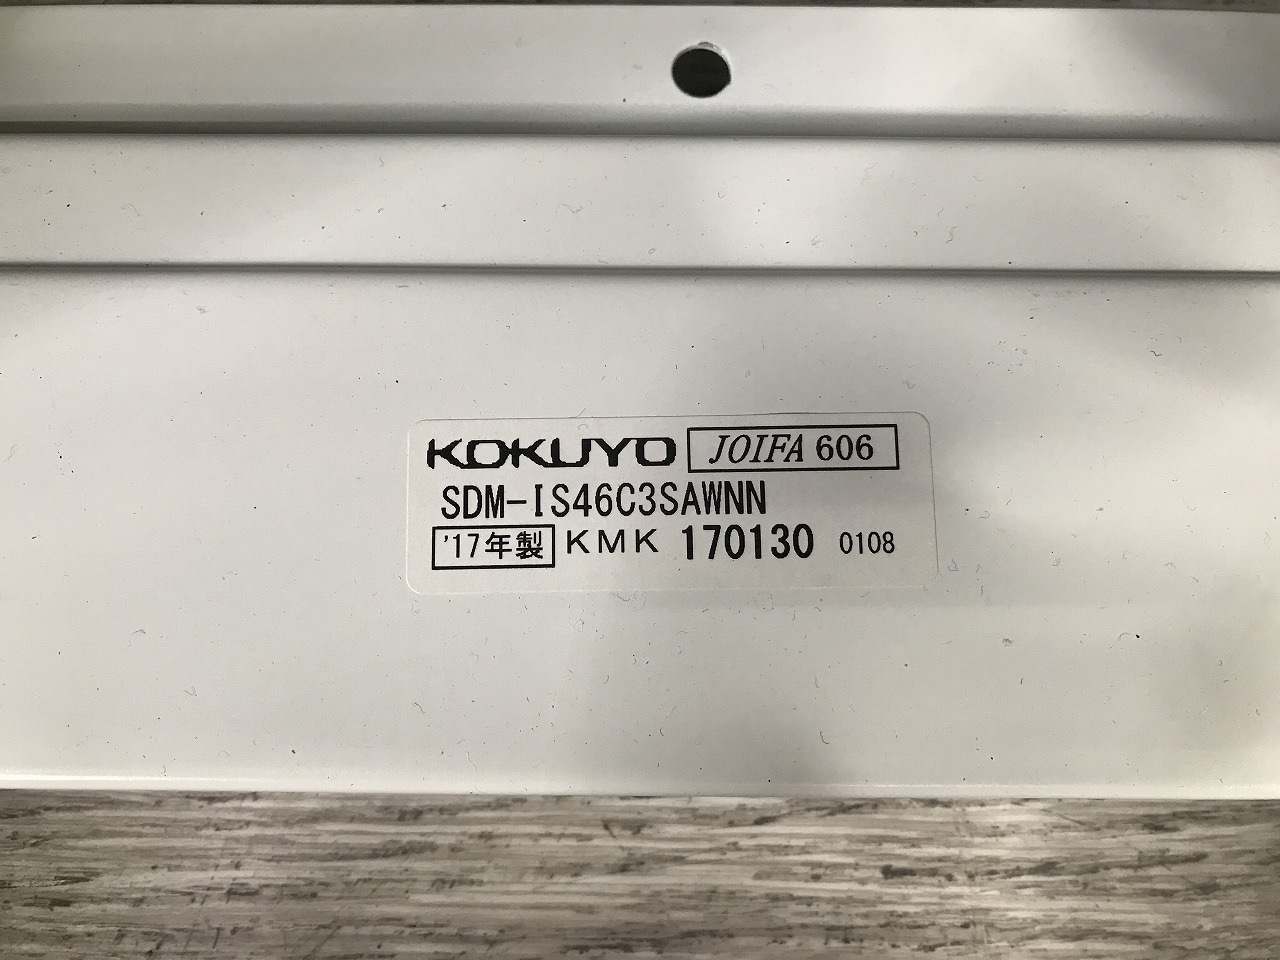 KOKUYO JOIFA 606
SDM-IS46C3SAWNN
'17年製 KMK 170130 0108